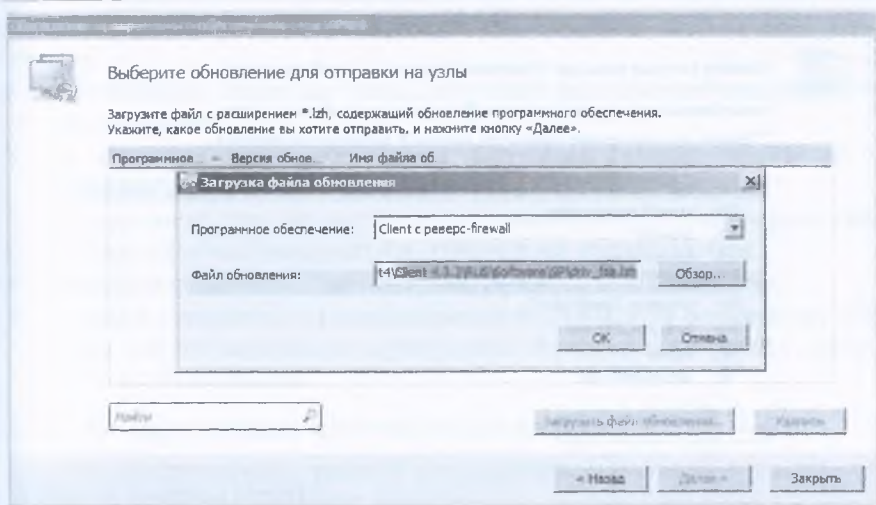 Выберите обновление для отправки на узлы
Загрузите файл с расширением *.lzh, содержащий обновление программного обеспечения.
Укажите, какое обновление вы хотите отправить, и нажмите кнопку «Далее».
Программное... Версия обнов... Имя файла об...
Загрузка файла обновления
Программное обеспечение: Client с реверс-firewall
Файл обновления: Обзор...
OK Отмена
Найти Загрузить файл обновления... Удалить
< Назад Далее > Закрыть